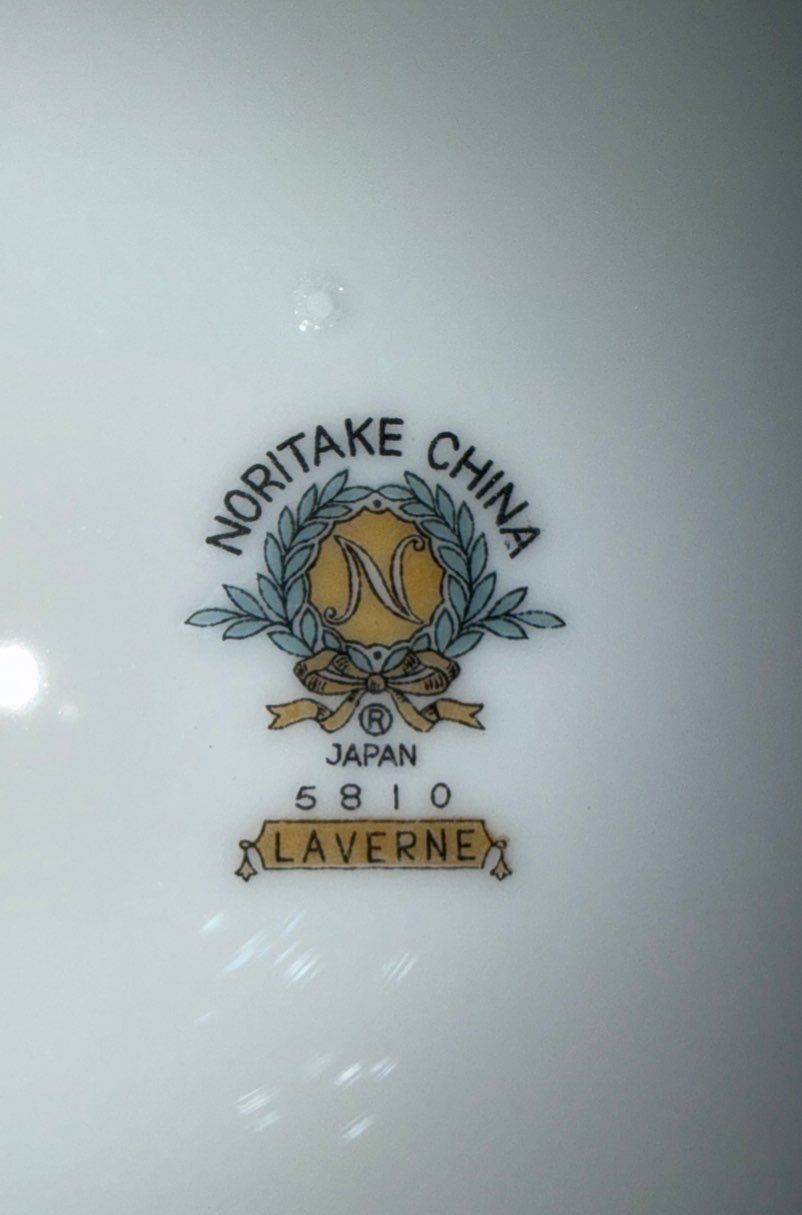 NORITAKE CHINA
N
®
JAPAN
5810
LAVERNE